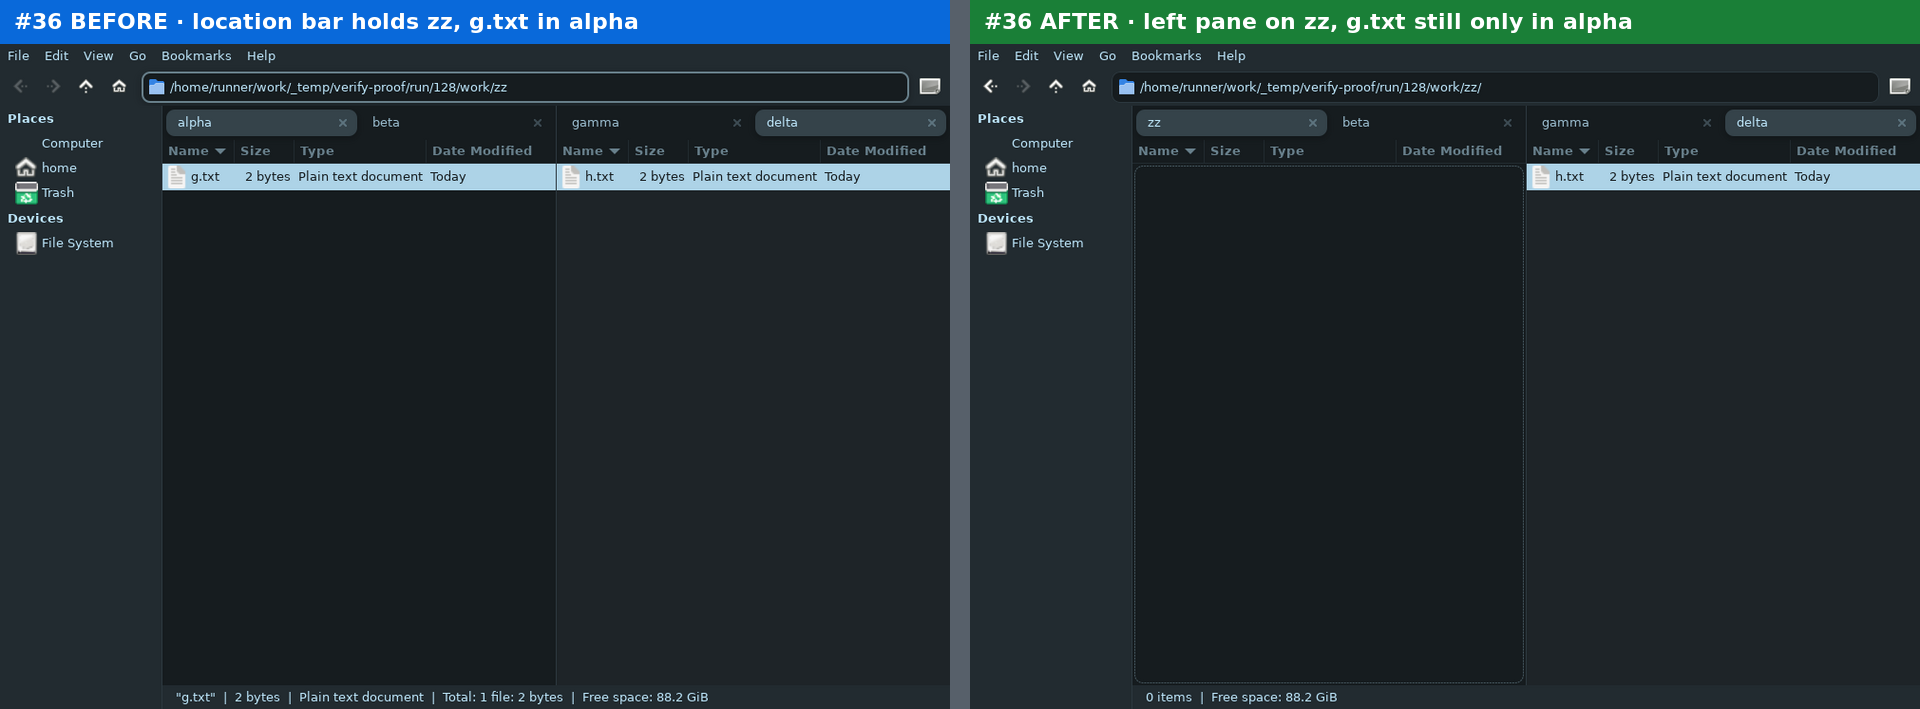 #36 BEFORE · location bar holds zz, g.txt in alpha
File Edit View Go Bookmarks Help
/home/runner/work/_temp/verify-proof/run/128/work/zz
Places
Computer
home
Trash
Devices
File System
alpha beta gamma delta
Name Size Type Date Modified Name Size Type Date Modified
g.txt 2 bytes Plain text document Today h.txt 2 bytes Plain text document Today
"g.txt" | 2 bytes | Plain text document | Total: 1 file: 2 bytes | Free space: 88.2 GiB
#36 AFTER · left pane on zz, g.txt still only in alpha
File Edit View Go Bookmarks Help
/home/runner/work/_temp/verify-proof/run/128/work/zz/
Places
Computer
home
Trash
Devices
File System
zz beta gamma delta
Name Size Type Date Modified Name Size Type Date Modified
h.txt 2 bytes Plain text document Today
0 items | Free space: 88.2 GiB